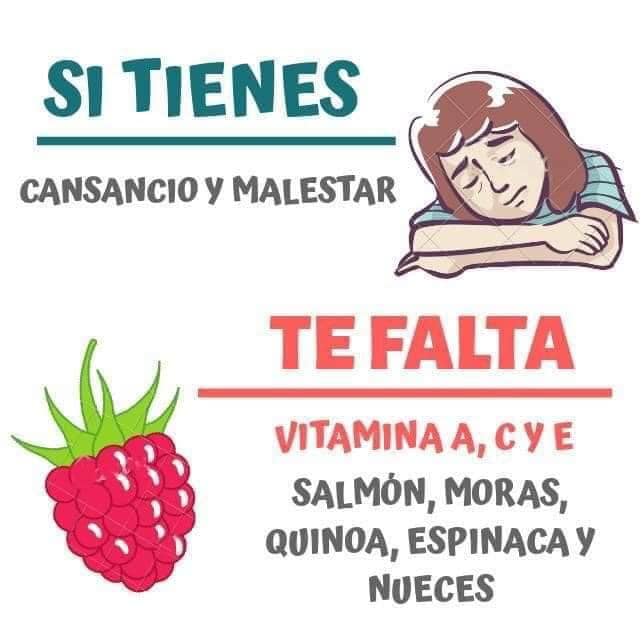 SI TIENES
CANSANCIO Y MALESTAR
TE FALTA
VITAMINA A, C Y E
SALMÓN, MORAS,
QUINOA, ESPINACA Y
NUECES